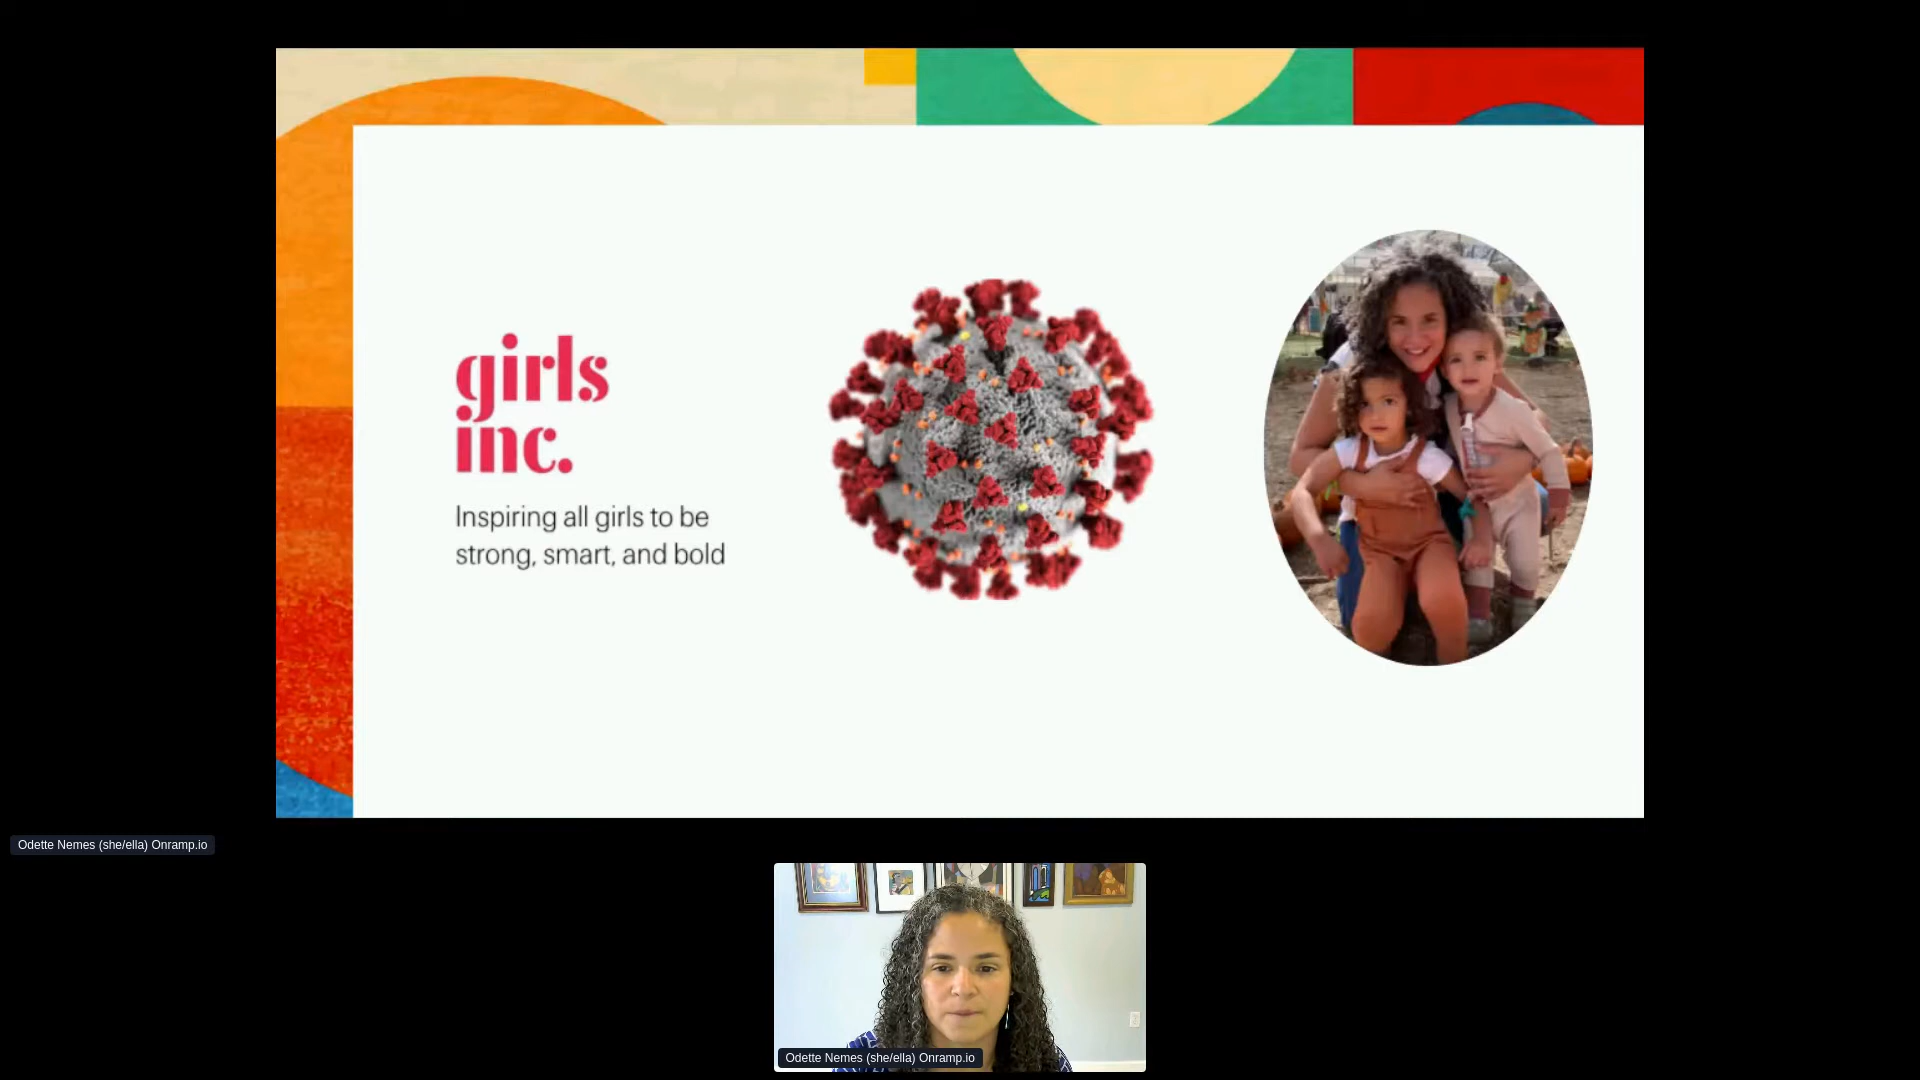 girls
inc.
Inspiring all girls to be
strong, smart, and bold
Odette Nemes (she/ella) Onramp.io
Odette Nemes (she/ella) Onramp.io